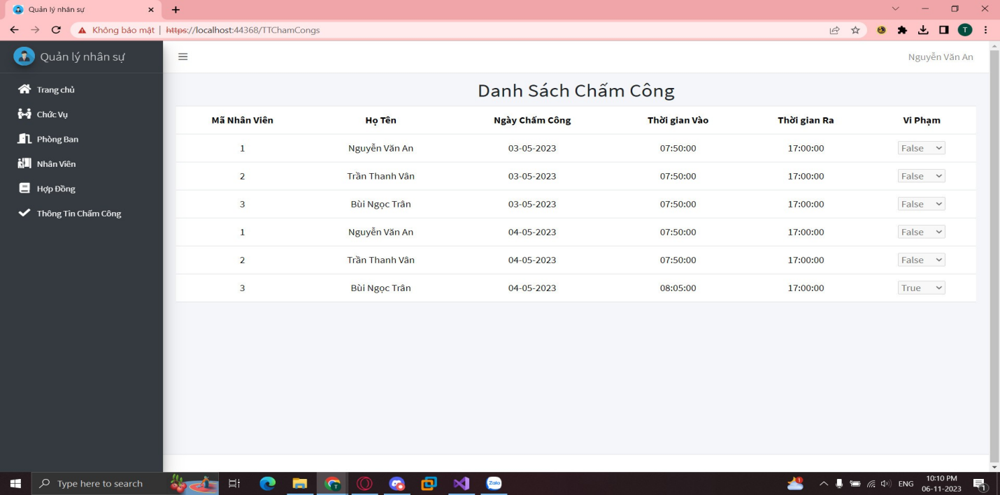 Quản lý nhân sự
Không bảo mật | https://localhost:44368/TTChamCongs
T
Quản lý nhân sự
Nguyễn Văn An
Trang chủ
Chức Vụ
Phòng Ban
Nhân Viên
Hợp Đồng
Thông Tin Chấm Công
Danh Sách Chấm Công
Mã Nhân Viên Họ Tên Ngày Chấm Công Thời gian Vào Thời gian Ra Vi Phạm
1 Nguyễn Văn An 03-05-2023 07:50:00 17:00:00 False
2 Trần Thanh Vân 03-05-2023 07:50:00 17:00:00 False
3 Bùi Ngọc Trân 03-05-2023 07:50:00 17:00:00 False
1 Nguyễn Văn An 04-05-2023 07:50:00 17:00:00 False
2 Trần Thanh Vân 04-05-2023 07:50:00 17:00:00 False
3 Bùi Ngọc Trân 04-05-2023 08:05:00 17:00:00 True
Type here to search
Zalo
1
ENG
10:10 PM
06-11-2023
1